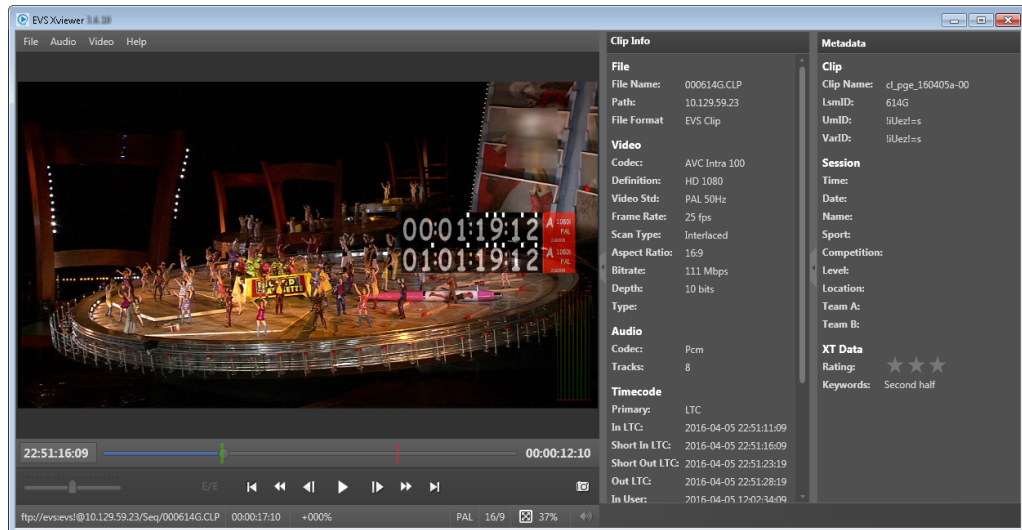 EVS Xviewer
File Audio Video Help
00:01:19:12 A 1080i PAL
01:01:19:12 A 1080i PAL
22:51:16:09
00:00:12:10
E/E
ftp://evs:evs!@10.129.59.23/Seq/000614G.CLP 00:00:17:10 +000% PAL 16/9 37%
Clip Info
File
File Name: 000614G.CLP
Path: 10.129.59.23
File Format EVS Clip
Video
Codec: AVC Intra 100
Definition: HD 1080
Video Std: PAL 50Hz
Frame Rate: 25 fps
Scan Type: Interlaced
Aspect Ratio: 16:9
Bitrate: 111 Mbps
Depth: 10 bits
Type:
Audio
Codec: Pcm
Tracks: 8
Timecode
Primary: LTC
In LTC: 2016-04-05 22:51:11:09
Short In LTC: 2016-04-05 22:51:16:09
Short Out LTC: 2016-04-05 22:51:23:19
Out LTC: 2016-04-05 22:51:28:19
In User: 2016-04-05 12:02:34:09
Metadata
Clip
Clip Name: cl_pge_160405a-00
LsmID: 614G
UmID: !iUez!=s
VarID: !iUez!=s
Session
Time:
Date:
Name:
Sport:
Competition:
Level:
Location:
Team A:
Team B:
XT Data
Rating:
Keywords: Second half